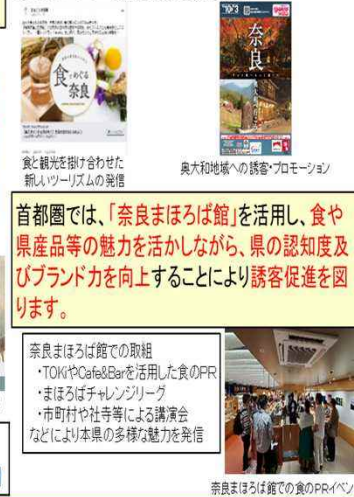 食でめぐる
奈良
10/3
奈良
食と観光を掛け合わせた
新しいツーリズムの発信
奥大和地域への誘客・プロモーション
首都圏では、「奈良まほろば館」を活用し、食や
県産品等の魅力を活かしながら、県の認知度及
びブランド力を向上することにより誘客促進を図
ります。
奈良まほろば館での取組
・TOKiやCafe&Barを活用した食のPR
・まほろばチャレンジリーグ
・市町村や社寺等による講演会
などにより本県の多様な魅力を発信
奈良まほろば館での食のPRイベン